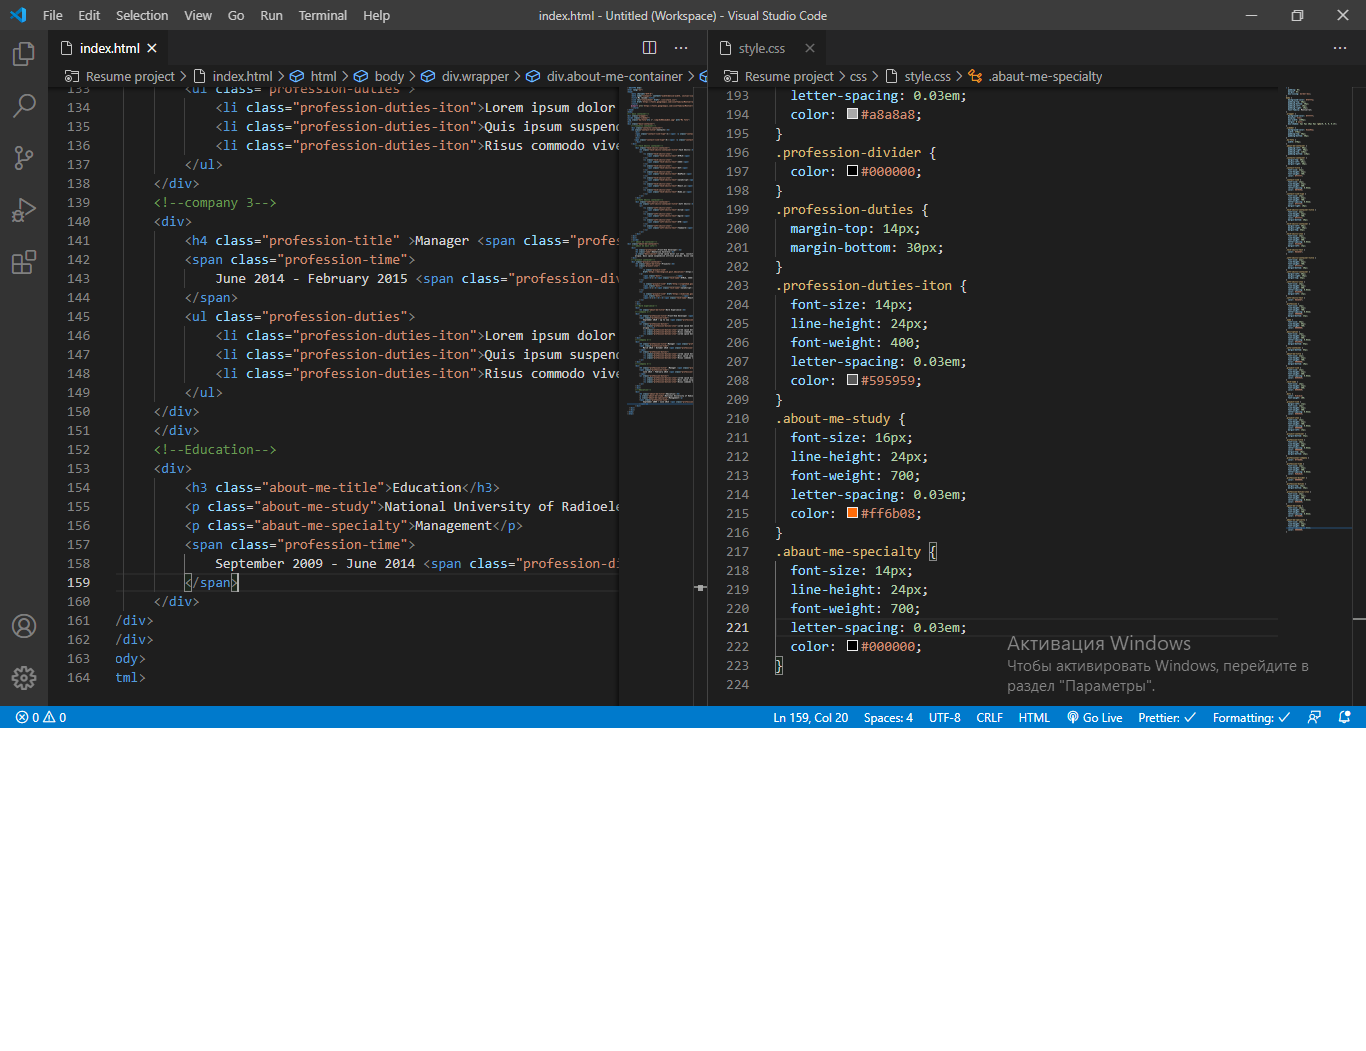 File Edit Selection View Go Run Terminal Help
index.html - Untitled (Workspace) - Visual Studio Code
index.html
Resume project > index.html > html > body > div.wrapper > div.about-me-container >
133 <ul class="profession-duties">
134 <li class="profession-duties-iton">Lorem ipsum dolor
135 <li class="profession-duties-iton">Quis ipsum suspend
136 <li class="profession-duties-iton">Risus commodo vive
137 </ul>
138 </div>
139 <!--company 3-->
140 <div>
141 <h4 class="profession-title" >Manager <span class="profes
142 <span class="profession-time">
143 June 2014 - February 2015 <span class="profession-div
144 </span>
145 <ul class="profession-duties">
146 <li class="profession-duties-iton">Lorem ipsum dolor
147 <li class="profession-duties-iton">Quis ipsum suspend
148 <li class="profession-duties-iton">Risus commodo vive
149 </ul>
150 </div>
151 </div>
152 <!--Education-->
153 <div>
154 <h3 class="about-me-title">Education</h3>
155 <p class="about-me-study">National University of Radioele
156 <p class="abaut-me-specialty">Management</p>
157 <span class="profession-time">
158 September 2009 - June 2014 <span class="profession-di
159 </span>
160 </div>
161 /div>
162 /div>
163 ody>
164 tml>
style.css
Resume project > css > style.css > .abaut-me-specialty
193 letter-spacing: 0.03em;
194 color: #a8a8a8;
195 }
196 .profession-divider {
197 color: #000000;
198 }
199 .profession-duties {
200 margin-top: 14px;
201 margin-bottom: 30px;
202 }
203 .profession-duties-iton {
204 font-size: 14px;
205 line-height: 24px;
206 font-weight: 400;
207 letter-spacing: 0.03em;
208 color: #595959;
209 }
210 .about-me-study {
211 font-size: 16px;
212 line-height: 24px;
213 font-weight: 700;
214 letter-spacing: 0.03em;
215 color: #ff6b08;
216 }
217 .abaut-me-specialty {
218 font-size: 14px;
219 line-height: 24px;
220 font-weight: 700;
221 letter-spacing: 0.03em;
222 color: #000000;
223 }
224
Активация Windows
Чтобы активировать Windows, перейдите в
раздел "Параметры".
0 0 Ln 159, Col 20 Spaces: 4 UTF-8 CRLF HTML Go Live Prettier: ✓ Formatting: ✓